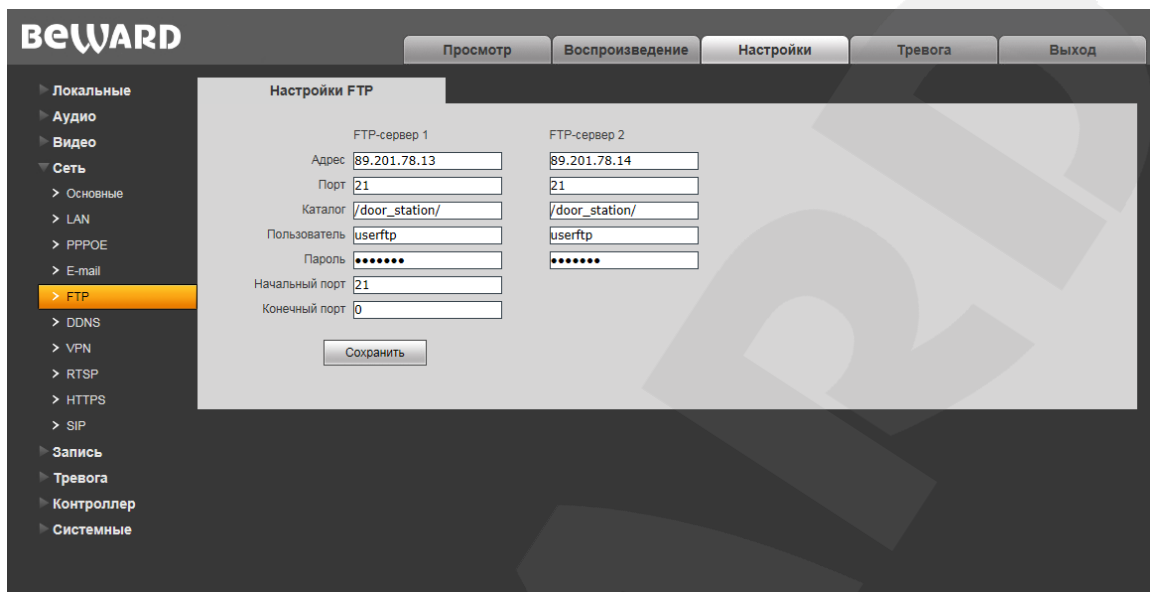 BEWARD
Просмотр Воспроизведение Настройки Тревога Выход
Локальные
Аудио
Видео
Сеть
> Основные
> LAN
> PPPOE
> E-mail
> FTP
> DDNS
> VPN
> RTSP
> HTTPS
> SIP
Запись
Тревога
Контроллер
Системные
Настройки FTP
FTP-сервер 1 FTP-сервер 2
Адрес 89.201.78.13 89.201.78.14
Порт 21 21
Каталог /door_station/ /door_station/
Пользователь userftp userftp
Пароль ••••••• •••••••
Начальный порт 21
Конечный порт 0
Сохранить